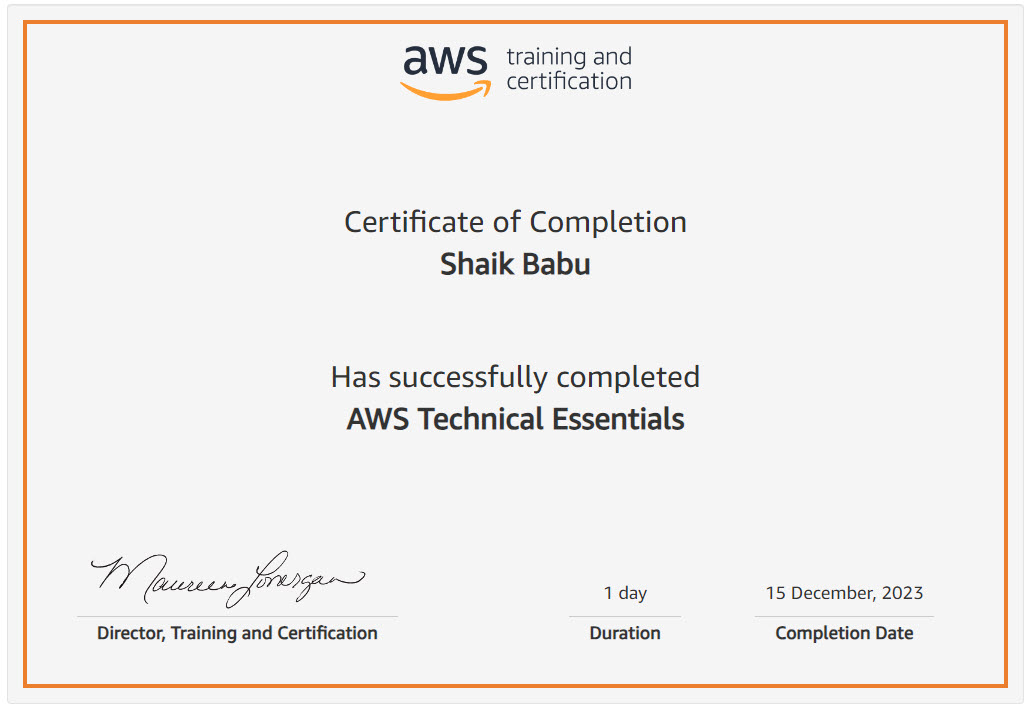 aws training and
certification
Certificate of Completion
Shaik Babu
Has successfully completed
AWS Technical Essentials
Maureen Lonergan
Director, Training and Certification
1 day
Duration
15 December, 2023
Completion Date